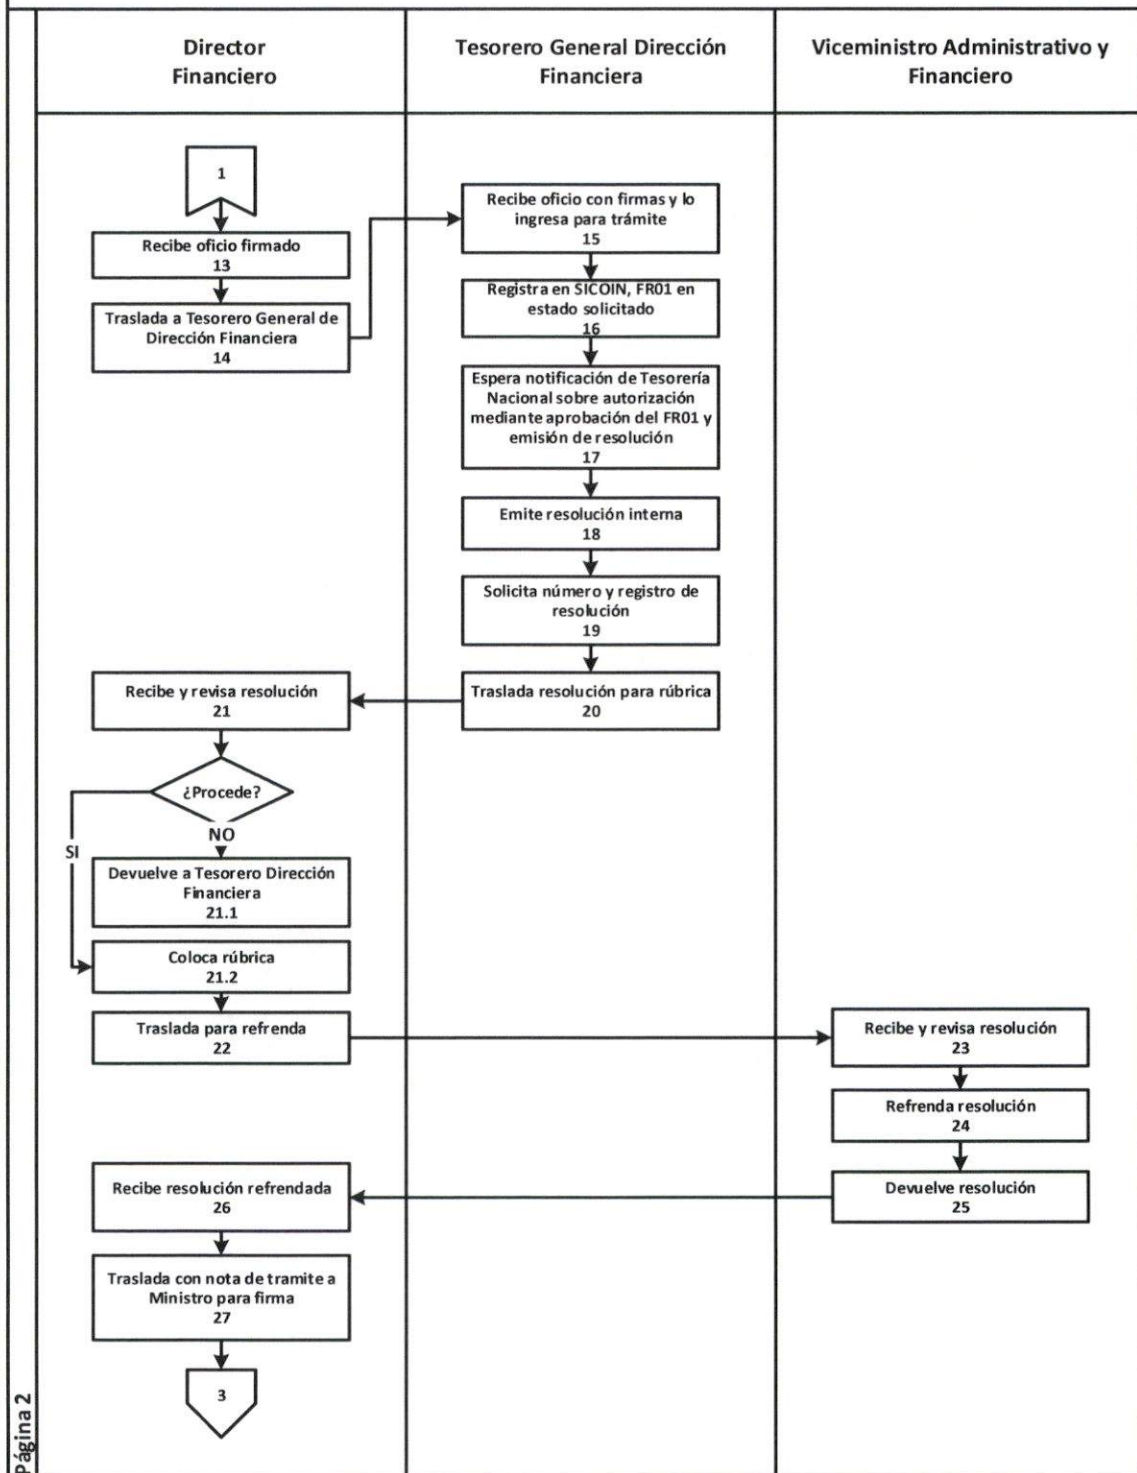 Director
Financiero
Tesorero General Dirección
Financiera
Viceministro Administrativo y
Financiero
1
Recibe oficio firmado
13
Traslada a Tesorero General de
Dirección Financiera
14
Recibe oficio con firmas y lo
ingresa para trámite
15
Registra en SICOIN, FR01 en
estado solicitado
16
Espera notificación de Tesorería
Nacional sobre autorización
mediante aprobación del FR01 y
emisión de resolución
17
Emite resolución interna
18
Solicita número y registro de
resolución
19
Traslada resolución para rúbrica
20
Recibe y revisa resolución
21
¿Procede?
NO
SI
Devuelve a Tesorero Dirección
Financiera
21.1
Coloca rúbrica
21.2
Traslada para refrenda
22
Recibe y revisa resolución
23
Refrenda resolución
24
Devuelve resolución
25
Recibe resolución refrendada
26
Traslada con nota de tramite a
Ministro para firma
27
3
Página 2